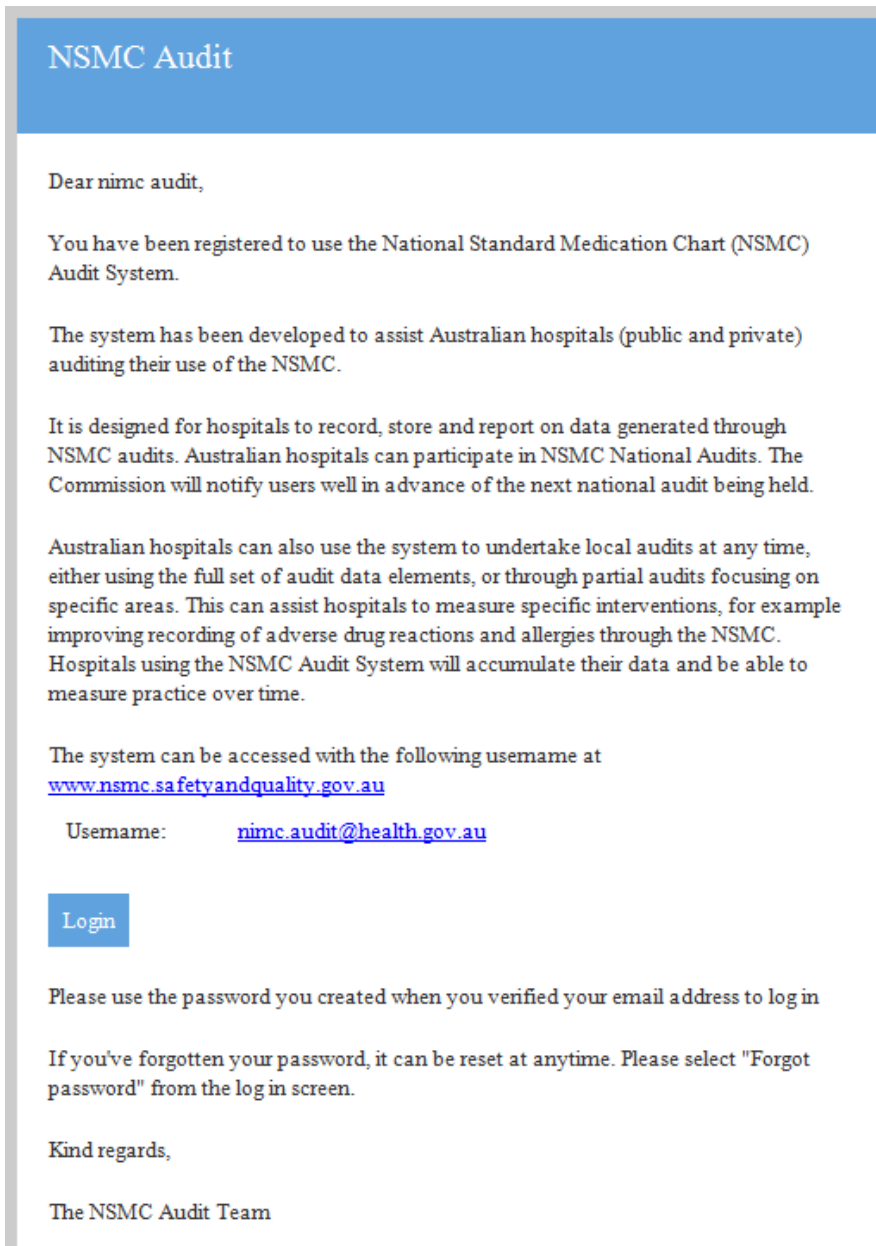 NSMC Audit
Dear nimc audit,
You have been registered to use the National Standard Medication Chart (NSMC)
Audit System.
The system has been developed to assist Australian hospitals (public and private)
auditing their use of the NSMC.
It is designed for hospitals to record, store and report on data generated through
NSMC audits. Australian hospitals can participate in NSMC National Audits. The
Commission will notify users well in advance of the next national audit being held.
Australian hospitals can also use the system to undertake local audits at any time,
either using the full set of audit data elements, or through partial audits focusing on
specific areas. This can assist hospitals to measure specific interventions, for example
improving recording of adverse drug reactions and allergies through the NSMC.
Hospitals using the NSMC Audit System will accumulate their data and be able to
measure practice over time.
The system can be accessed with the following username at
www.nsmc.safetyandquality.gov.au
Username: nimc.audit@health.gov.au
Login
Please use the password you created when you verified your email address to log in
If you've forgotten your password, it can be reset at anytime. Please select "Forgot
password" from the log in screen.
Kind regards,
The NSMC Audit Team